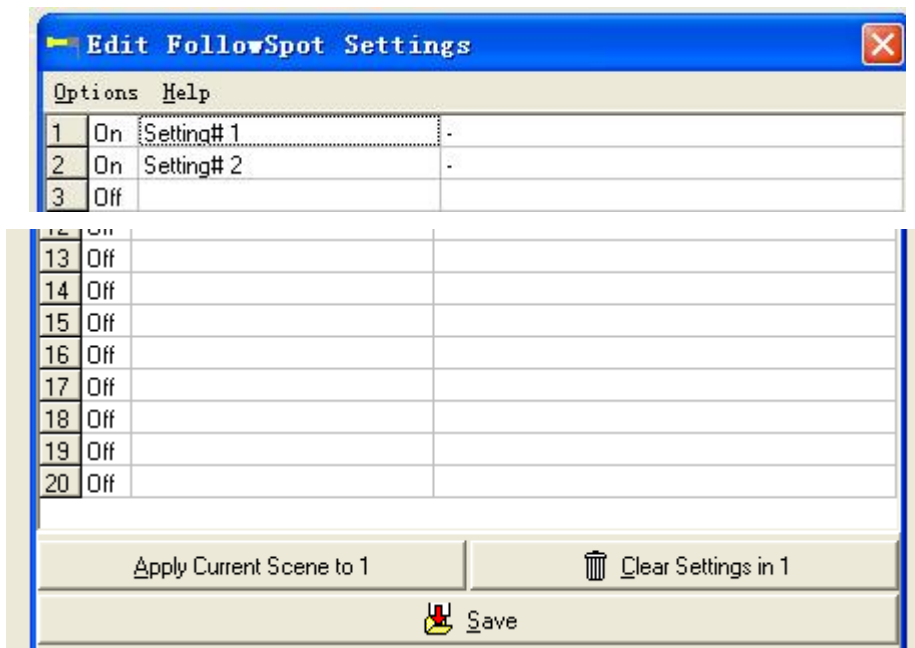 Edit FollowSpot Settings
Options Help
1 On Setting# 1 -
2 On Setting# 2 -
3 Off
13 Off
14 Off
15 Off
16 Off
17 Off
18 Off
19 Off
20 Off
Apply Current Scene to 1 Clear Settings in 1
Save